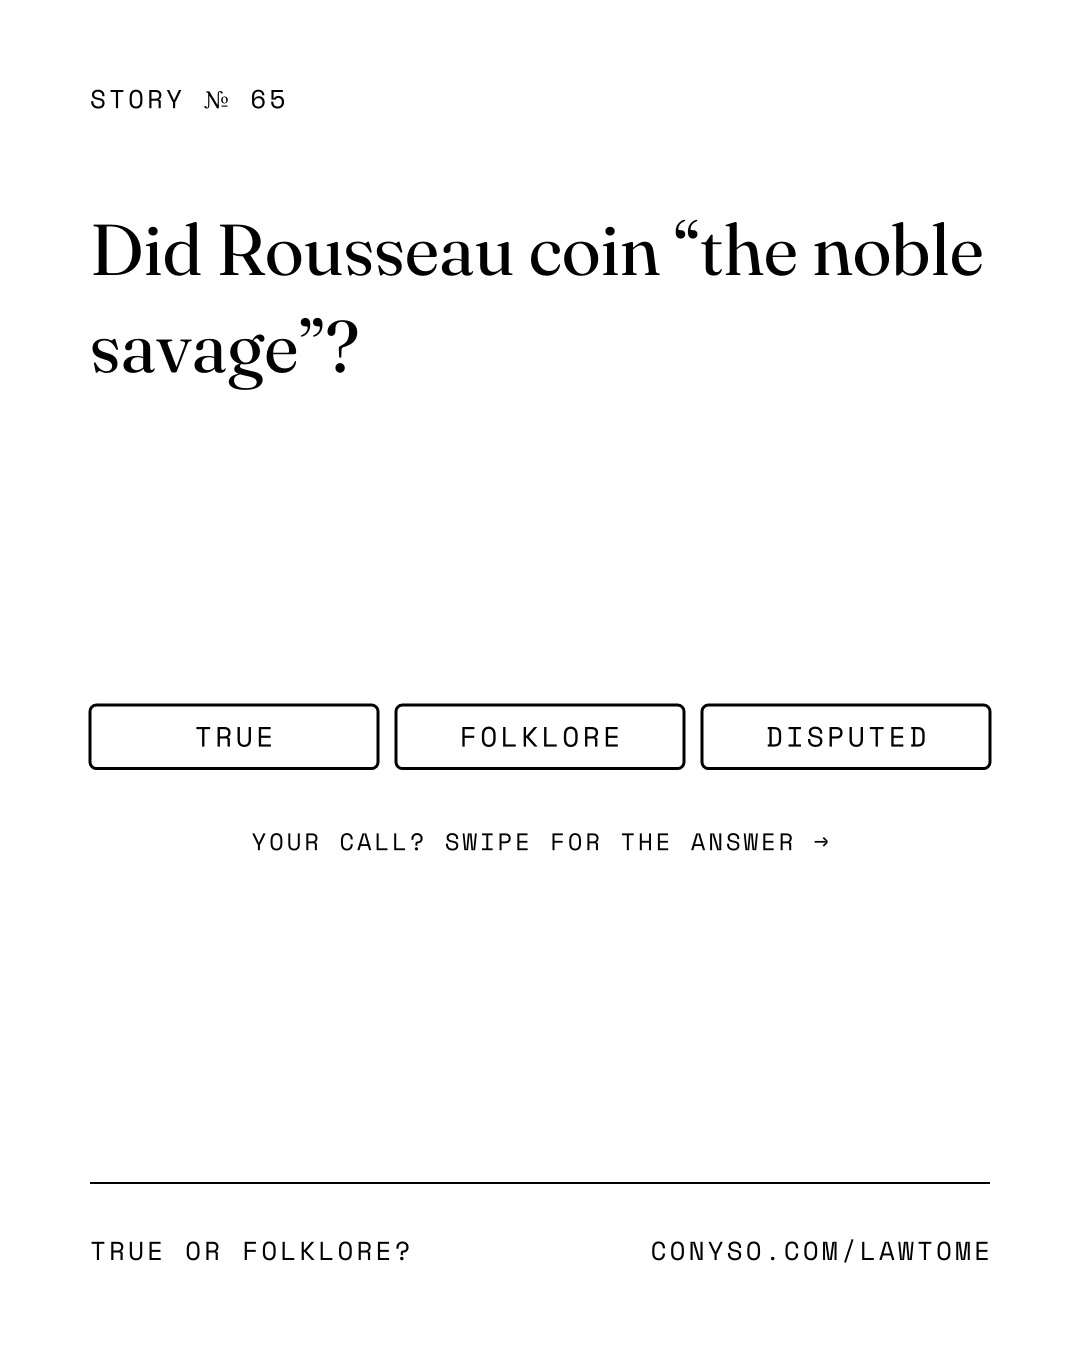 STORY № 65
Did Rousseau coin “the noble
savage”?
TRUE
FOLKLORE
DISPUTED
YOUR CALL? SWIPE FOR THE ANSWER →
TRUE OR FOLKLORE?
CONYSO.COM/LAWTOME